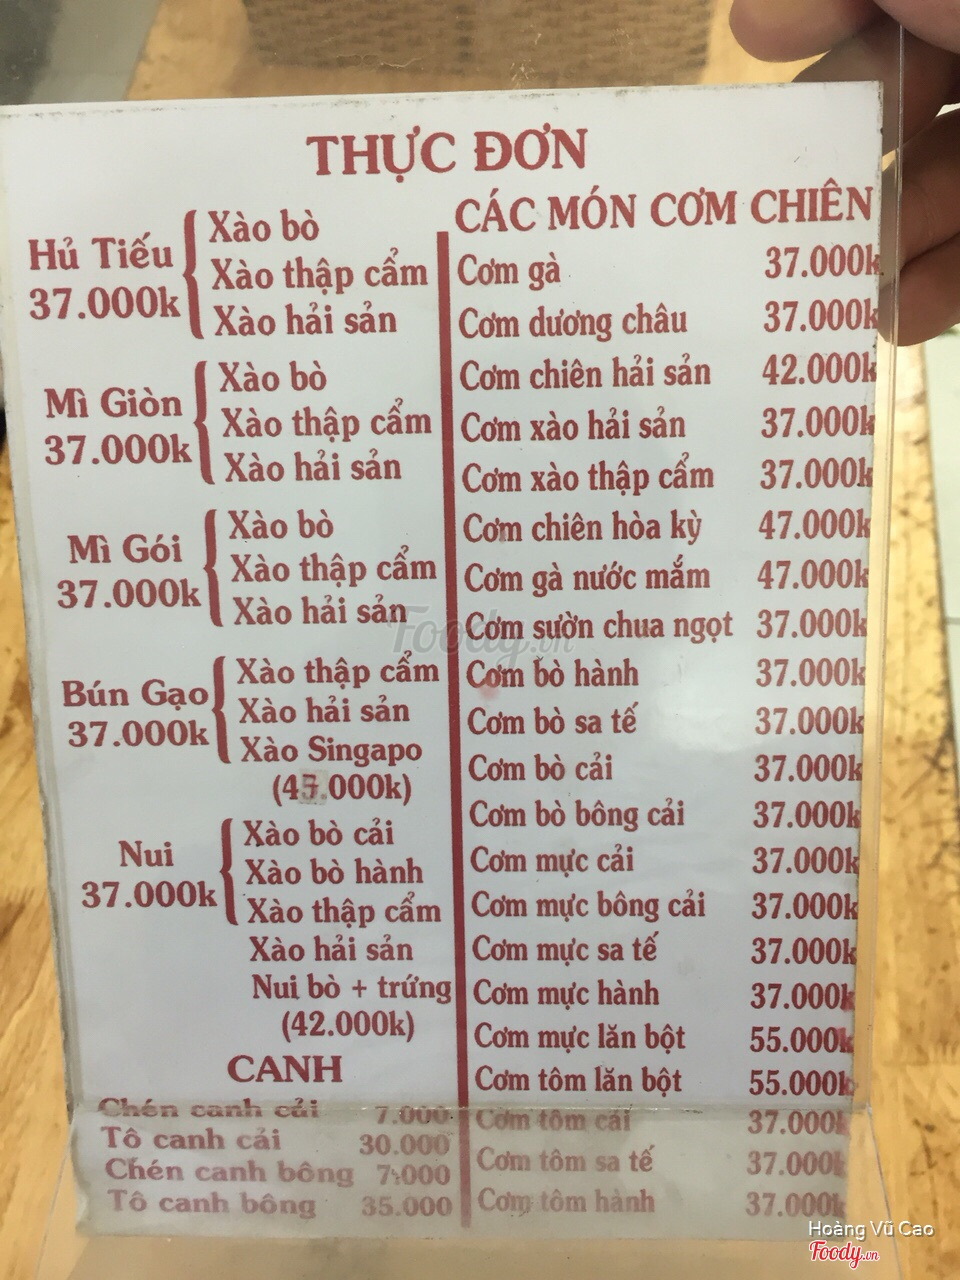 THỰC ĐƠN
Hủ Tiếu
37.000k
Xào bò
Xào thập cẩm
Xào hải sản
Mì Giòn
37.000k
Xào bò
Xào thập cẩm
Xào hải sản
Mì Gói
37.000k
Xào bò
Xào thập cẩm
Xào hải sản
Bún Gạo
37.000k
Xào thập cẩm
Xào hải sản
Xào Singapo
(47.000k)
Nui
37.000k
Xào bò cải
Xào bò hành
Xào thập cẩm
Xào hải sản
Nui bò + trứng
(42.000k)
CANH
Chén canh cải 7.000
Tô canh cải 30.000
Chén canh bông 7.000
Tô canh bông 35.000
CÁC MÓN CƠM CHIÊN
Cơm gà 37.000k
Cơm dương châu 37.000k
Cơm chiên hải sản 42.000k
Cơm xào hải sản 37.000k
Cơm xào thập cẩm 37.000k
Cơm chiên hòa kỳ 47.000k
Cơm gà nước mắm 47.000k
Cơm sườn chua ngọt 37.000k
Cơm bò hành 37.000k
Cơm bò sa tế 37.000k
Cơm bò cải 37.000k
Cơm bò bông cải 37.000k
Cơm mực cải 37.000k
Cơm mực bông cải 37.000k
Cơm mực sa tế 37.000k
Cơm mực hành 37.000k
Cơm mực lăn bột 55.000k
Cơm tôm lăn bột 55.000k
Cơm tôm cải 37.000k
Cơm tôm sa tế 37.000k
Cơm tôm hành 37.000k
Foody.vn
Hoàng Vũ Cao
Foody.vn